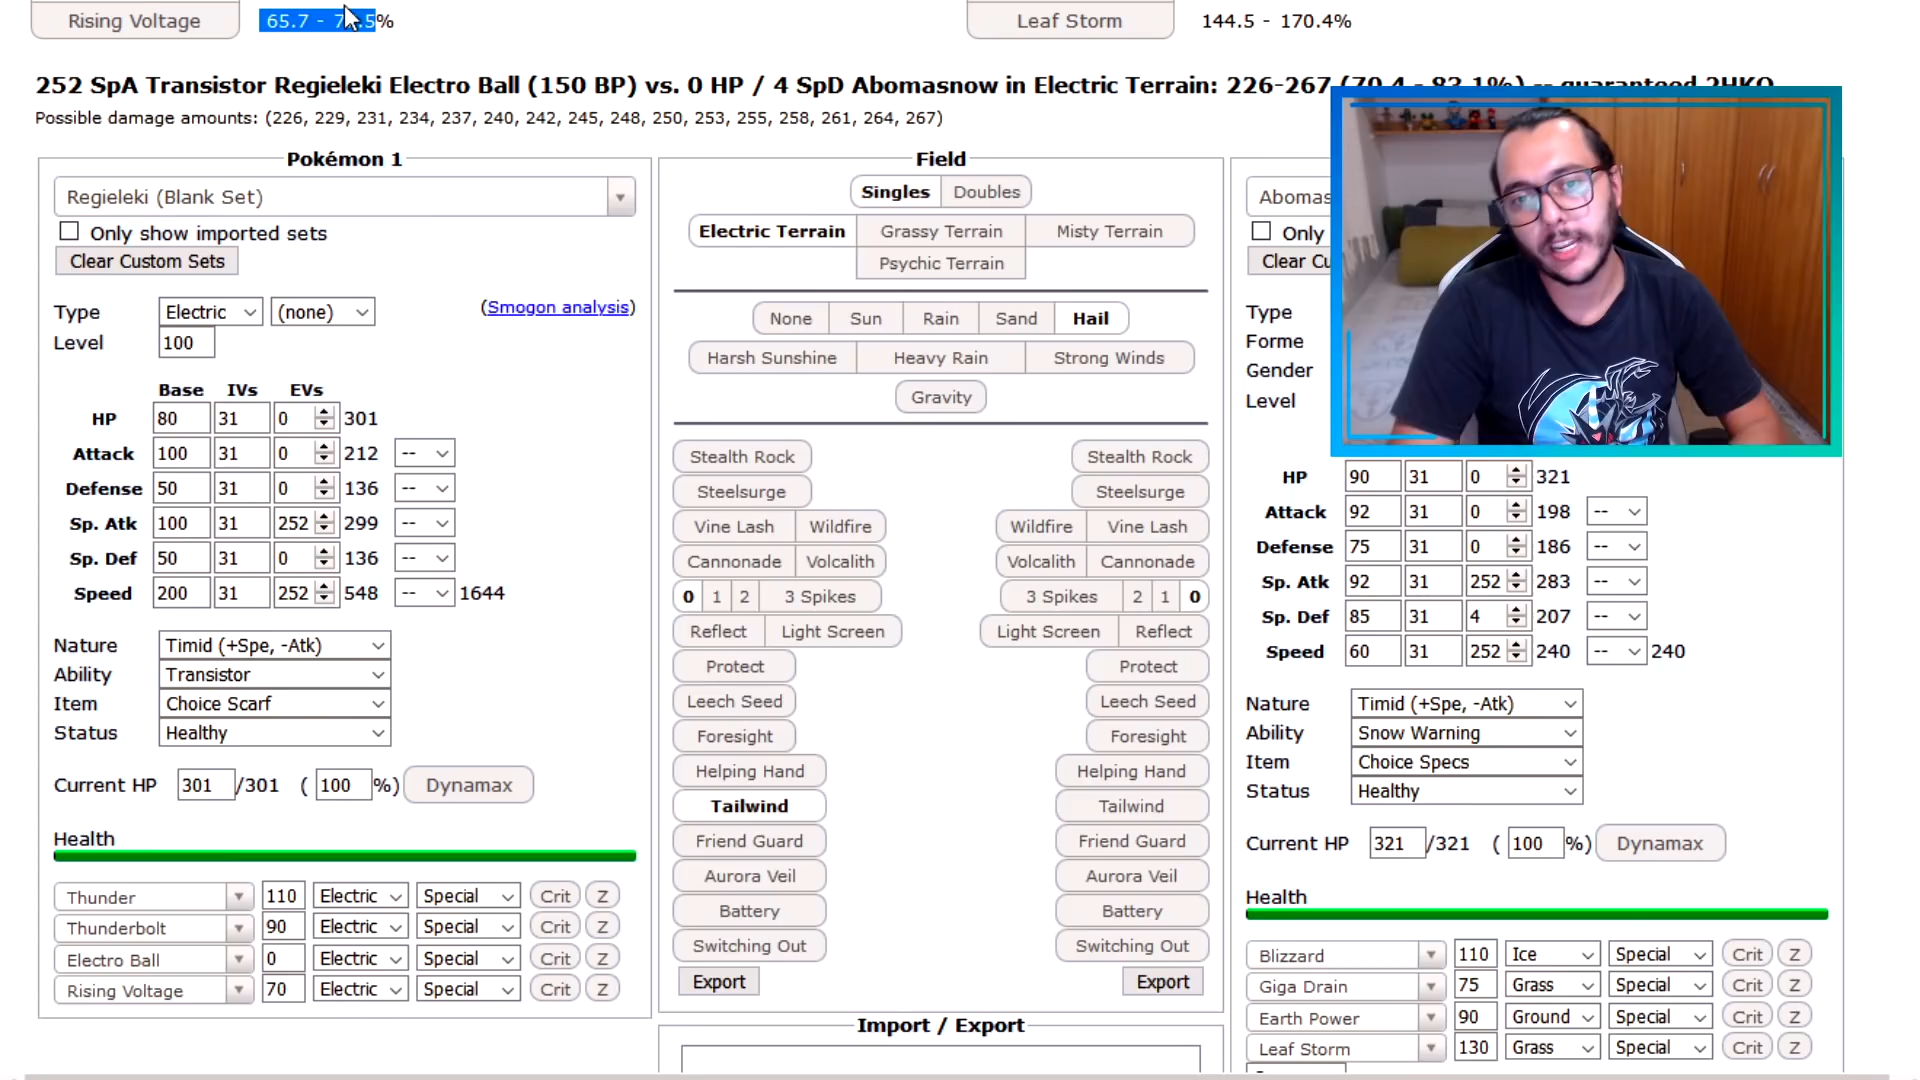 Rising Voltage 65.7 - 7 .5%
Leaf Storm 144.5 - 170.4%
252 SpA Transistor Regieleki Electro Ball (150 BP) vs. 0 HP / 4 SpD Abomasnow in Electric Terrain: 226-267 (70.4 - 83.1%) -- guaranteed 2HKO
Possible damage amounts: (226, 229, 231, 234, 237, 240, 242, 245, 248, 250, 253, 255, 258, 261, 264, 267)
Pokémon 1
Regieleki (Blank Set)
Only show imported sets
Clear Custom Sets
Type Electric (none) (Smogon analysis)
Level 100
Base IVs EVs
HP 80 31 0 301
Attack 100 31 0 212 --
Defense 50 31 0 136 --
Sp. Atk 100 31 252 299 --
Sp. Def 50 31 0 136 --
Speed 200 31 252 548 -- 1644
Nature Timid (+Spe, -Atk)
Ability Transistor
Item Choice Scarf
Status Healthy
Current HP 301 /301 ( 100 %) Dynamax
Health
Thunder 110 Electric Special Crit Z
Thunderbolt 90 Electric Special Crit Z
Electro Ball 0 Electric Special Crit Z
Rising Voltage 70 Electric Special Crit Z
Field
Singles Doubles
Electric Terrain Grassy Terrain Misty Terrain
Psychic Terrain
None Sun Rain Sand Hail
Harsh Sunshine Heavy Rain Strong Winds
Gravity
Stealth Rock Stealth Rock
Steelsurge Steelsurge
Vine Lash Wildfire Wildfire Vine Lash
Cannonade Volcalith Volcalith Cannonade
0 1 2 3 Spikes 3 Spikes 2 1 0
Reflect Light Screen Light Screen Reflect
Protect Protect
Leech Seed Leech Seed
Foresight Foresight
Helping Hand Helping Hand
Tailwind Tailwind
Friend Guard Friend Guard
Aurora Veil Aurora Veil
Battery Battery
Switching Out Switching Out
Export Export
Import / Export
Abomas
Only
Clear Cu
Type
Forme
Gender
Level
HP 90 31 0 321
Attack 92 31 0 198 --
Defense 75 31 0 186 --
Sp. Atk 92 31 252 283 --
Sp. Def 85 31 4 207 --
Speed 60 31 252 240 -- 240
Nature Timid (+Spe, -Atk)
Ability Snow Warning
Item Choice Specs
Status Healthy
Current HP 321 /321 ( 100 %) Dynamax
Health
Blizzard 110 Ice Special Crit Z
Giga Drain 75 Grass Special Crit Z
Earth Power 90 Ground Special Crit Z
Leaf Storm 130 Grass Special Crit Z